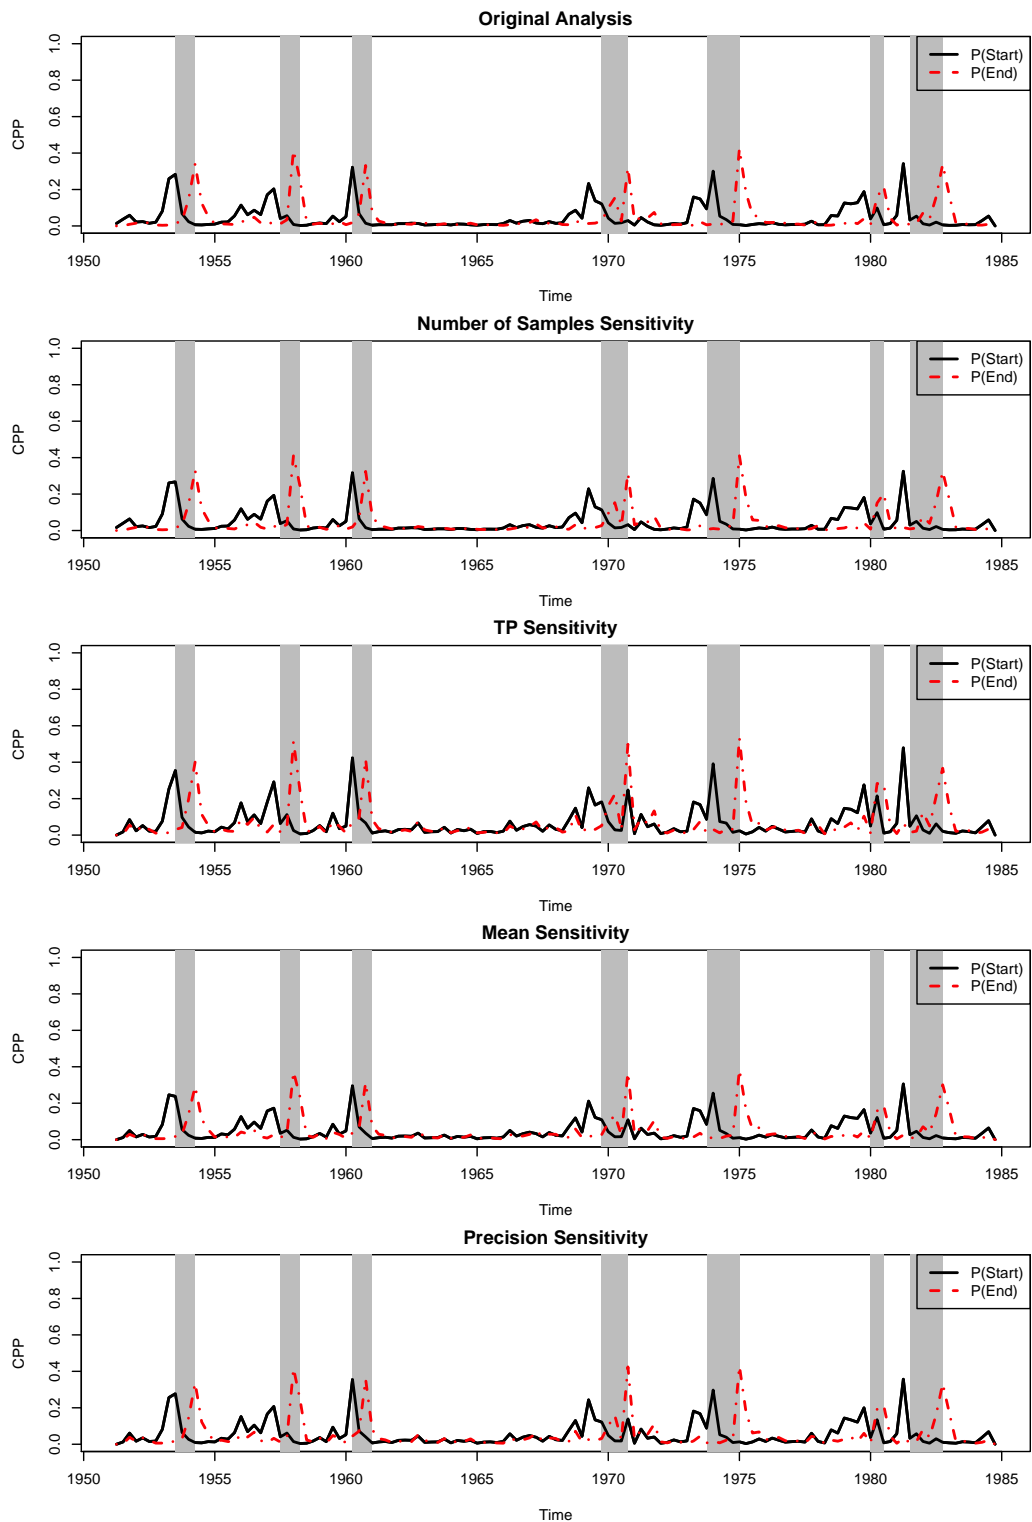 Original Analysis
CPP
0.0 0.2 0.4 0.6 0.8 1.0
P(Start)
P(End)
1950 1955 1960 1965 1970 1975 1980 1985
Time
Number of Samples Sensitivity
CPP
0.0 0.2 0.4 0.6 0.8 1.0
P(Start)
P(End)
1950 1955 1960 1965 1970 1975 1980 1985
Time
TP Sensitivity
CPP
0.0 0.2 0.4 0.6 0.8 1.0
P(Start)
P(End)
1950 1955 1960 1965 1970 1975 1980 1985
Time
Mean Sensitivity
CPP
0.0 0.2 0.4 0.6 0.8 1.0
P(Start)
P(End)
1950 1955 1960 1965 1970 1975 1980 1985
Time
Precision Sensitivity
CPP
0.0 0.2 0.4 0.6 0.8 1.0
P(Start)
P(End)
1950 1955 1960 1965 1970 1975 1980 1985
Time